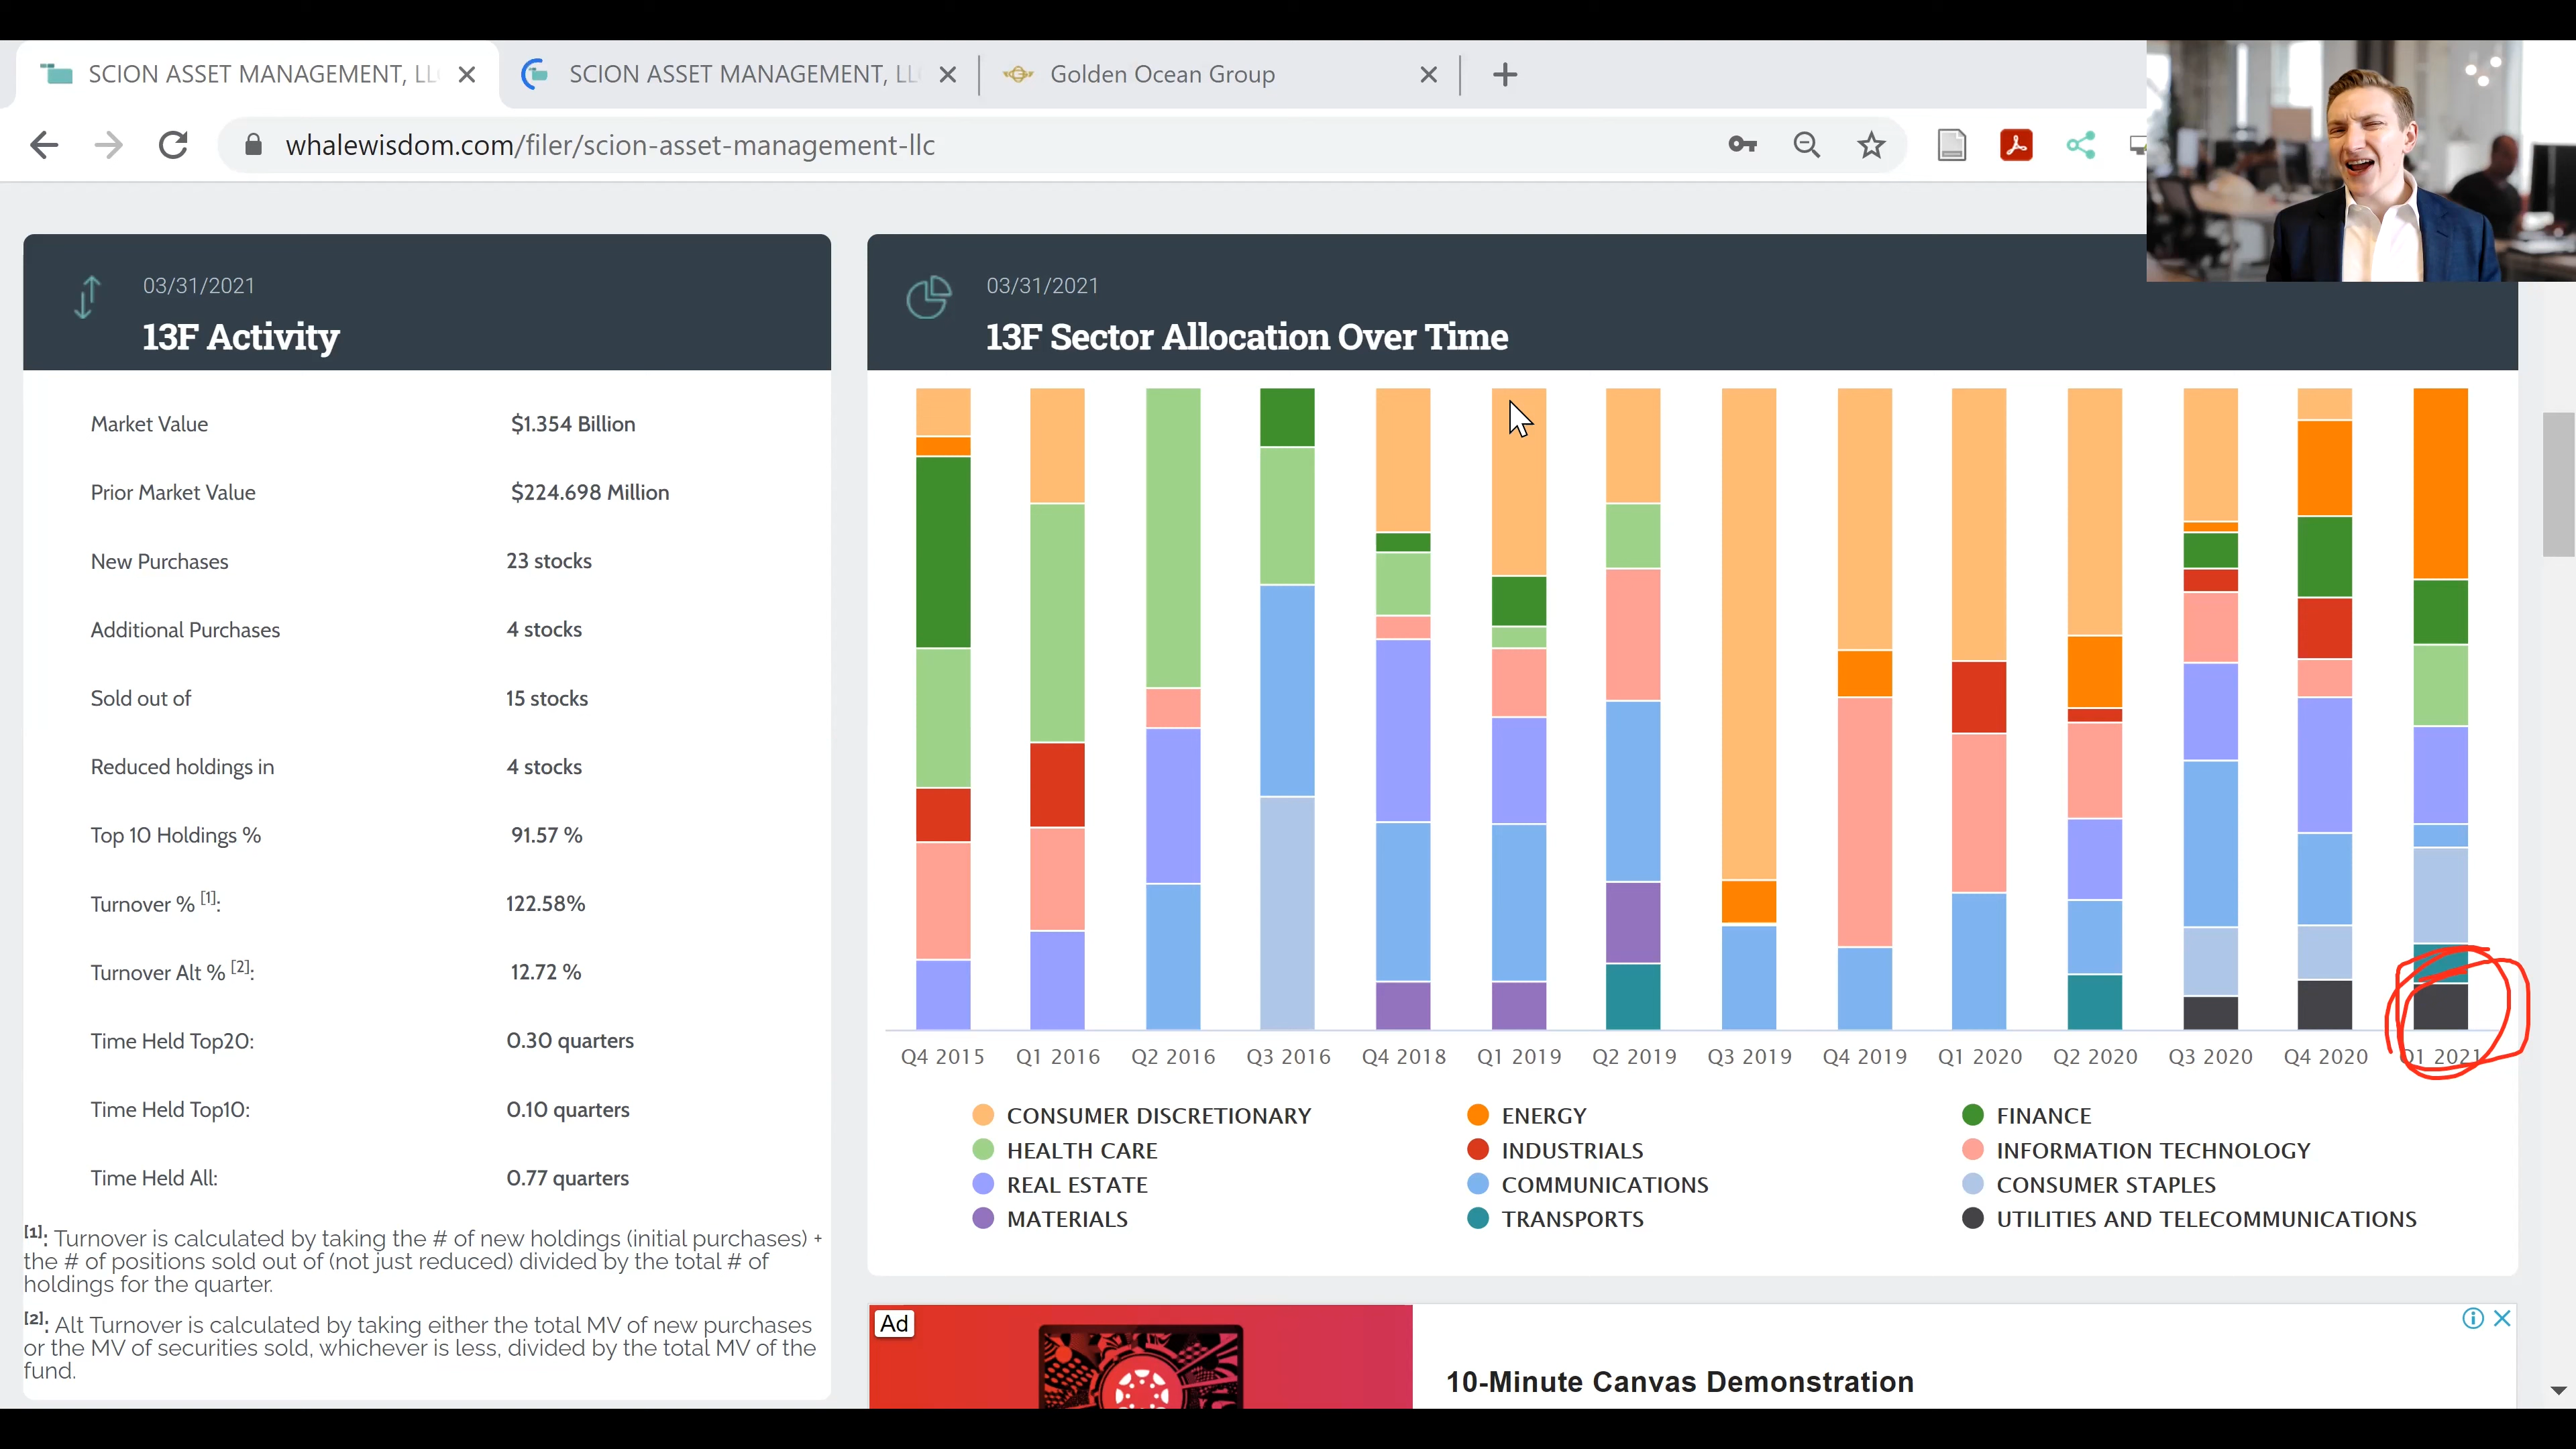 SCION ASSET MANAGEMENT, LL
SCION ASSET MANAGEMENT, LL
Golden Ocean Group
whalewisdom.com/filer/scion-asset-management-llc
03/31/2021
13F Activity
Market Value $1.354 Billion
Prior Market Value $224.698 Million
New Purchases 23 stocks
Additional Purchases 4 stocks
Sold out of 15 stocks
Reduced holdings in 4 stocks
Top 10 Holdings % 91.57 %
Turnover % [1]: 122.58%
Turnover Alt % [2]: 12.72 %
Time Held Top20: 0.30 quarters
Time Held Top10: 0.10 quarters
Time Held All: 0.77 quarters
[1]: Turnover is calculated by taking the # of new holdings (initial purchases) +
the # of positions sold out of (not just reduced) divided by the total # of
holdings for the quarter.
[2]: Alt Turnover is calculated by taking either the total MV of new purchases
or the MV of securities sold, whichever is less, divided by the total MV of the
fund.
03/31/2021
13F Sector Allocation Over Time
Q4 2015 Q1 2016 Q2 2016 Q3 2016 Q4 2018 Q1 2019 Q2 2019 Q3 2019 Q4 2019 Q1 2020 Q2 2020 Q3 2020 Q4 2020 Q1 2021
CONSUMER DISCRETIONARY ENERGY FINANCE
HEALTH CARE INDUSTRIALS INFORMATION TECHNOLOGY
REAL ESTATE COMMUNICATIONS CONSUMER STAPLES
MATERIALS TRANSPORTS UTILITIES AND TELECOMMUNICATIONS
Ad
10-Minute Canvas Demonstration